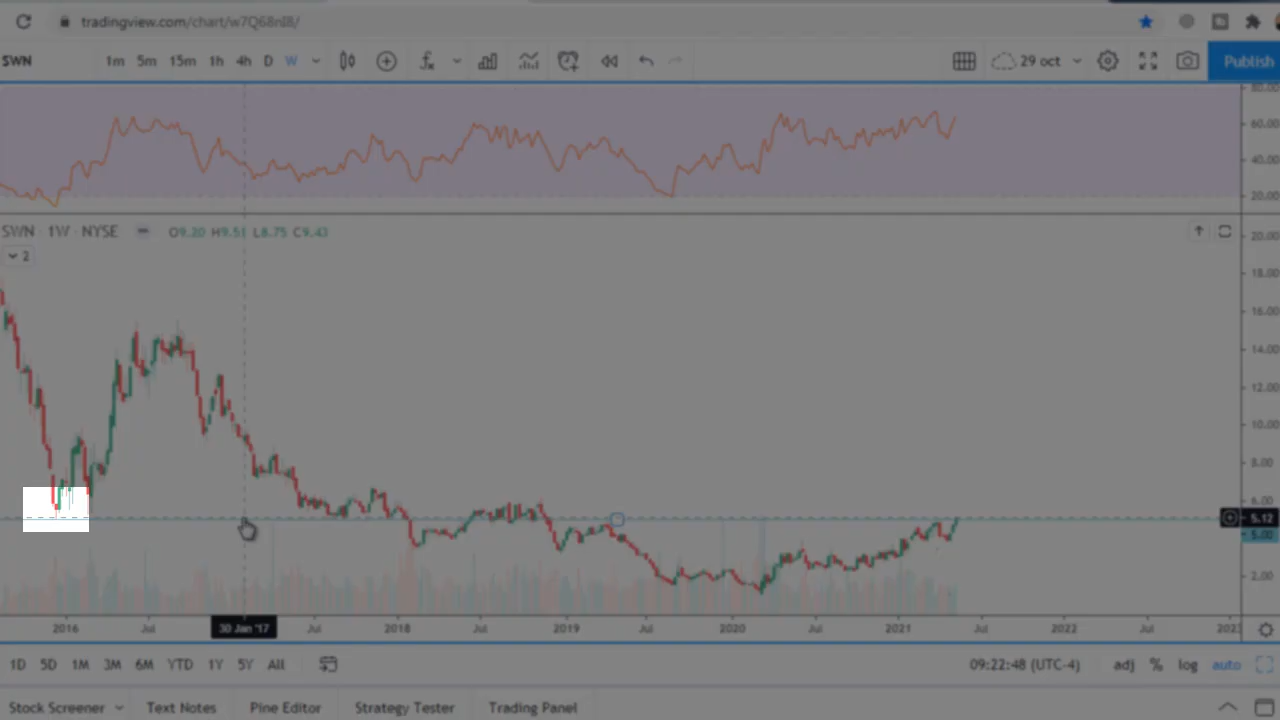 tradingview.com/chart/w7Q68nI8/
SWN 1m 5m 15m 1h 4h D W 29 oct Publish
80.00
60.00
40.00
20.00
SWN · 1W · NYSE O9.20 H9.51 L8.75 C9.43
2
20.00
18.00
16.00
14.00
12.00
10.00
8.00
6.00
5.12
5.00
2.00
2016 Jul 30 Jan '17 Jul 2018 Jul 2019 Jul 2020 Jul 2021 Jul 2022 Jul 2023
1D 5D 1M 3M 6M YTD 1Y 5Y All 09:22:48 (UTC-4) adj % log auto
Stock Screener Text Notes Pine Editor Strategy Tester Trading Panel